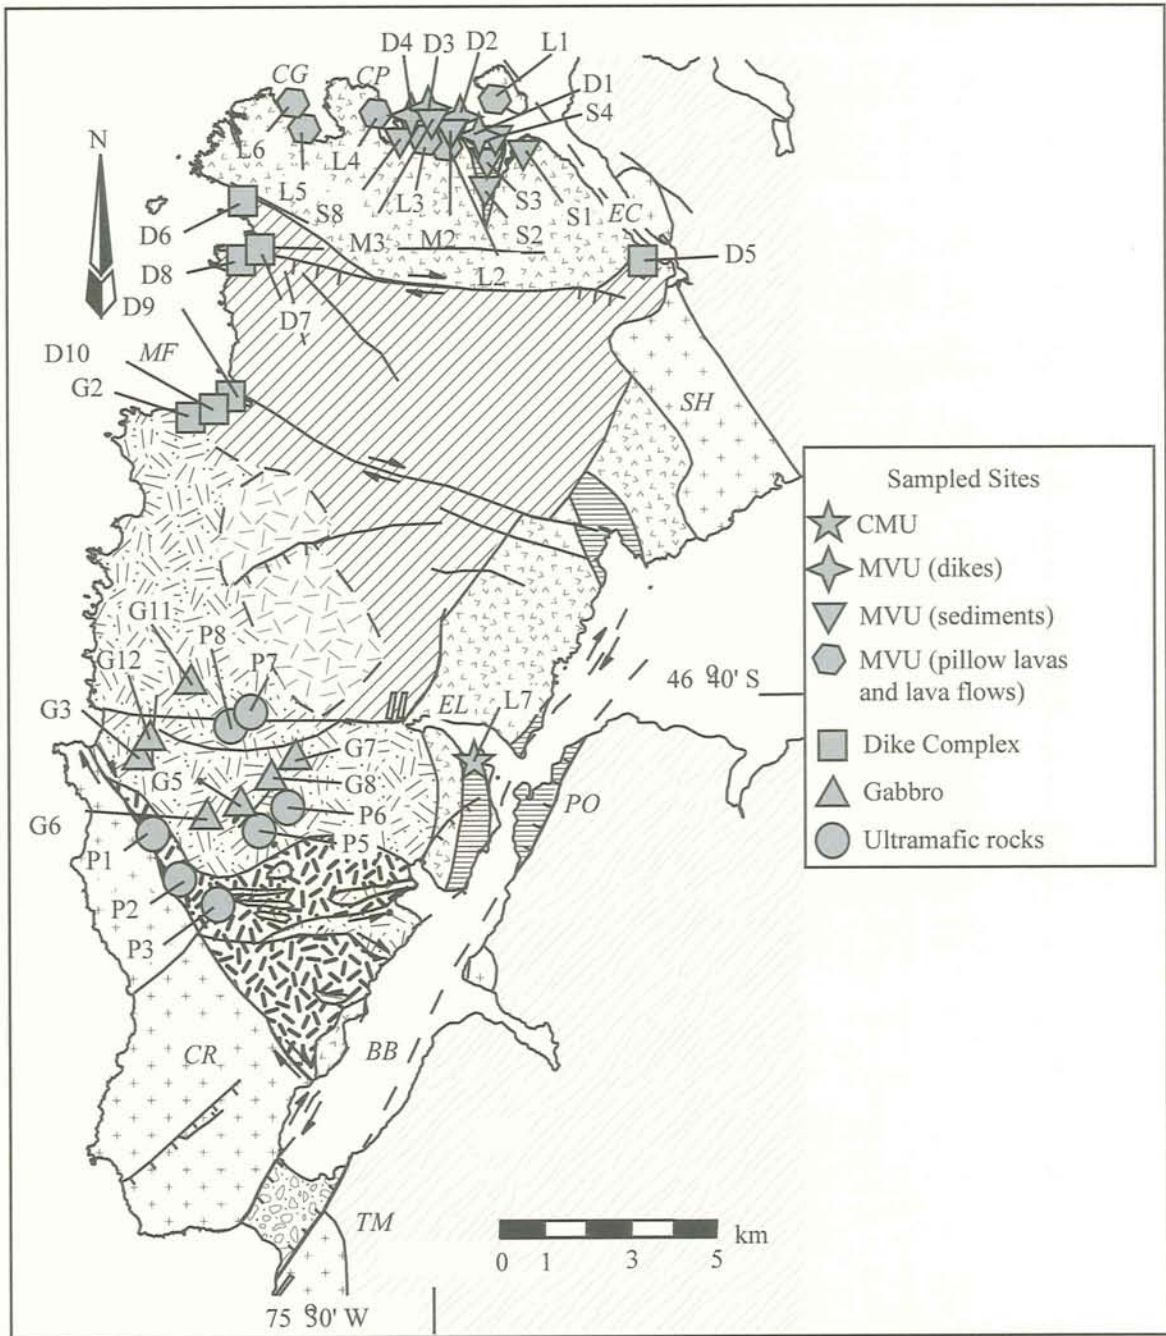 D4 D3 D2 L1
CG CP D1
S4
N
L6 L4
L5 L3 S3 S1
S8 EC
D6 M3 M2 S2
D8 L2 D5
D9 D7
D10 MF
G2
SH
Sampled Sites
CMU
MVU (dikes)
MVU (sediments)
MVU (pillow lavas
and lava flows)
Dike Complex
Gabbro
Ultramafic rocks
G11 P8
G12 P7
46 40' S
G3 EL L7
G7
G5 G8
G6 P6 PO
P1 P5
P2
P3
CR BB
TM
km
0 1 3 5
75 30' W